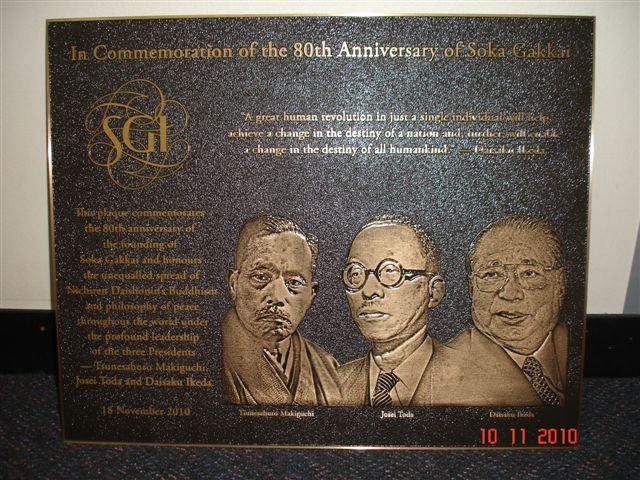 In Commemoration of the 80th Anniversary of Soka Gakkai
SGI
"A great human revolution in just a single individual will help
achieve a change in the destiny of a nation and, further, will enable
a change in the destiny of all humankind." — Daisaku Ikeda
This plaque commemorates
the 80th anniversary of
the founding of
Soka Gakkai and honours
the unequalled spread of
Nichiren Daishonin's Buddhism
and philosophy of peace
throughout the world under
the profound leadership
of the three Presidents
— Tsunesaburo Makiguchi,
Josei Toda and Daisaku Ikeda.
18 November 2010
Tsunesaburo Makiguchi
Josei Toda
Daisaku Ikeda
10 11 2010